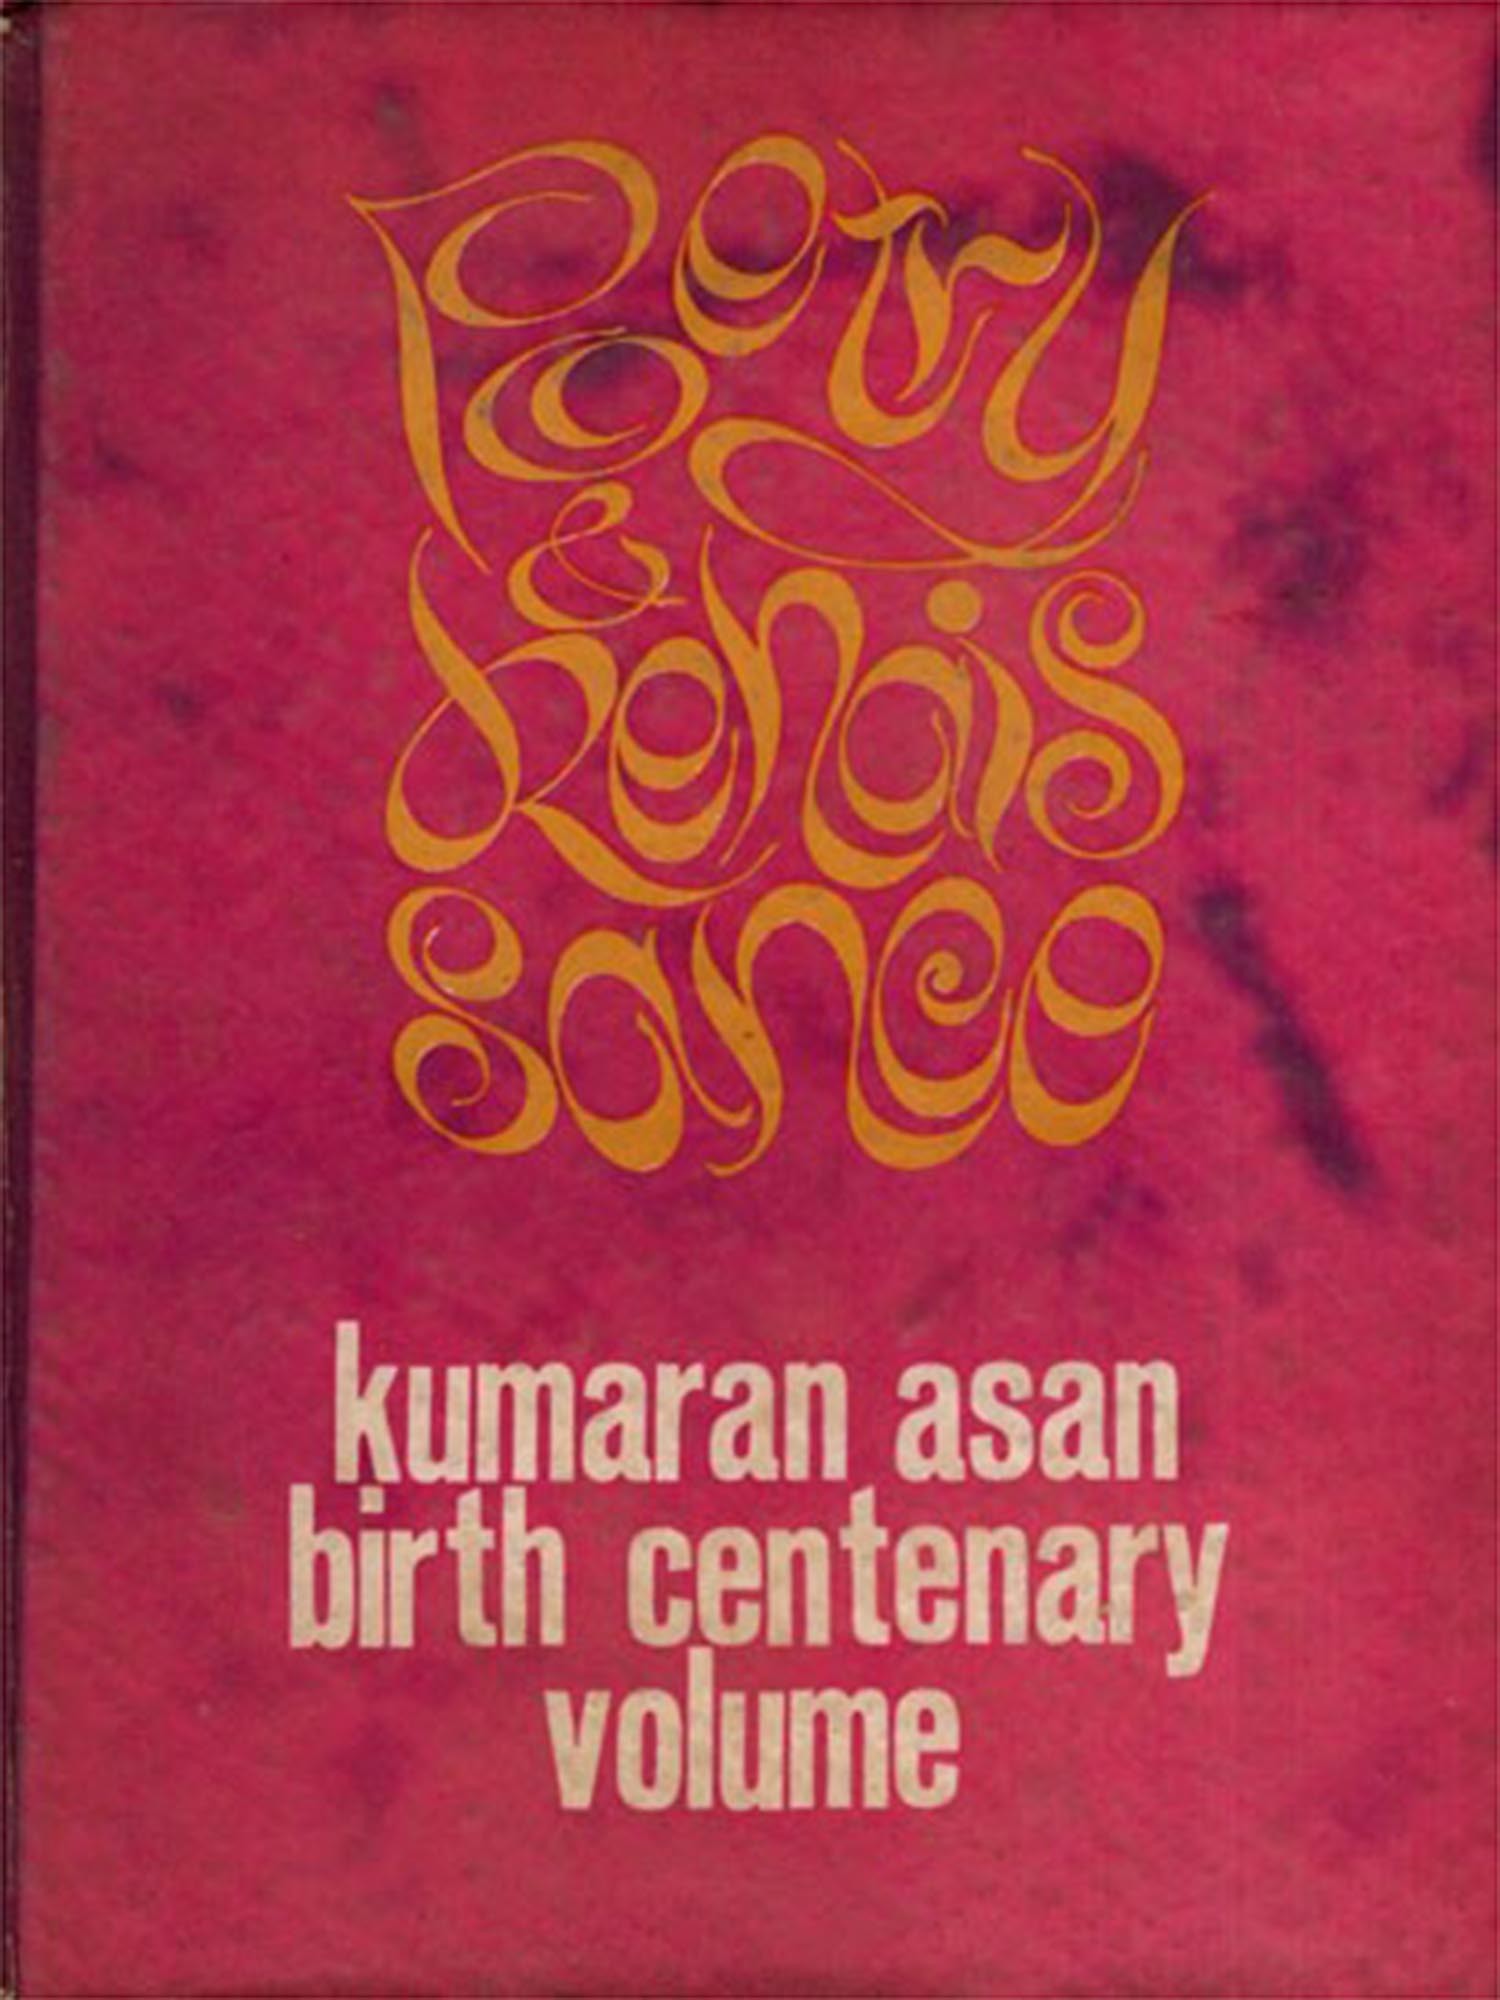 Poetry
&
Renais
sance
kumaran asan
birth centenary
volume